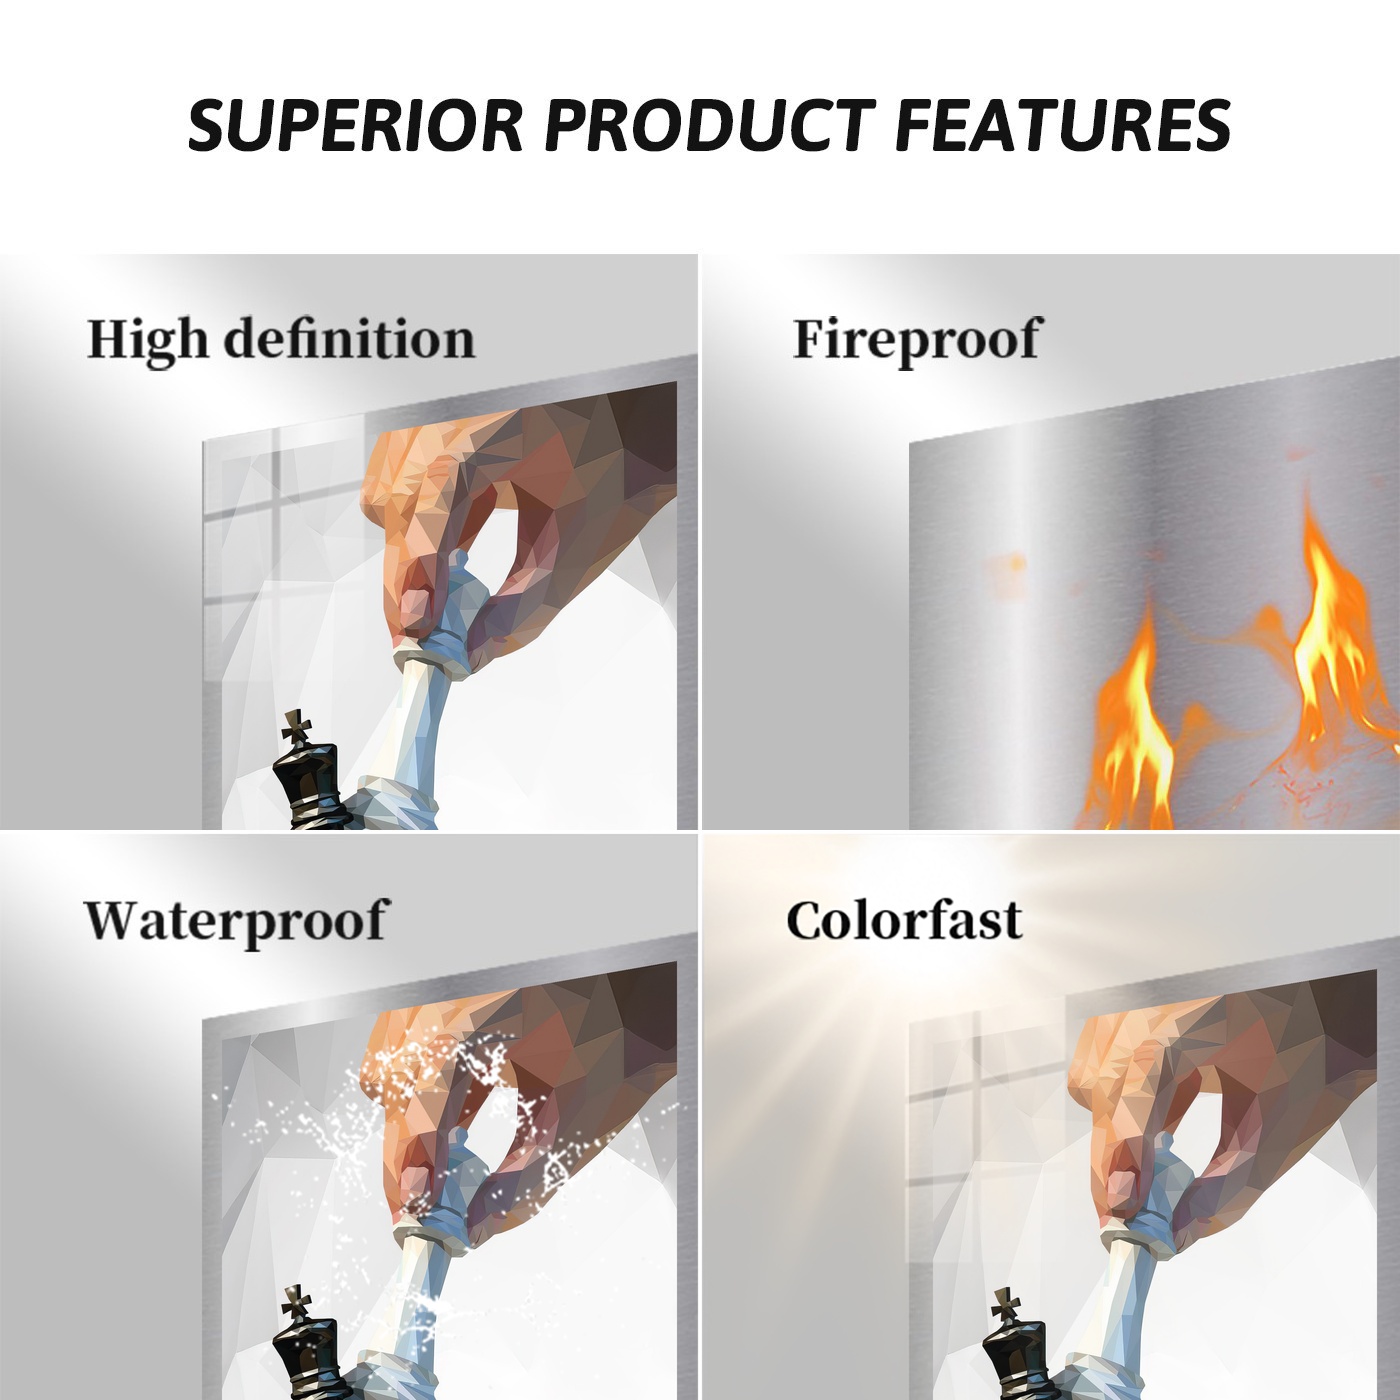 SUPERIOR PRODUCT FEATURES
High definition
Fireproof
Waterproof
Colorfast